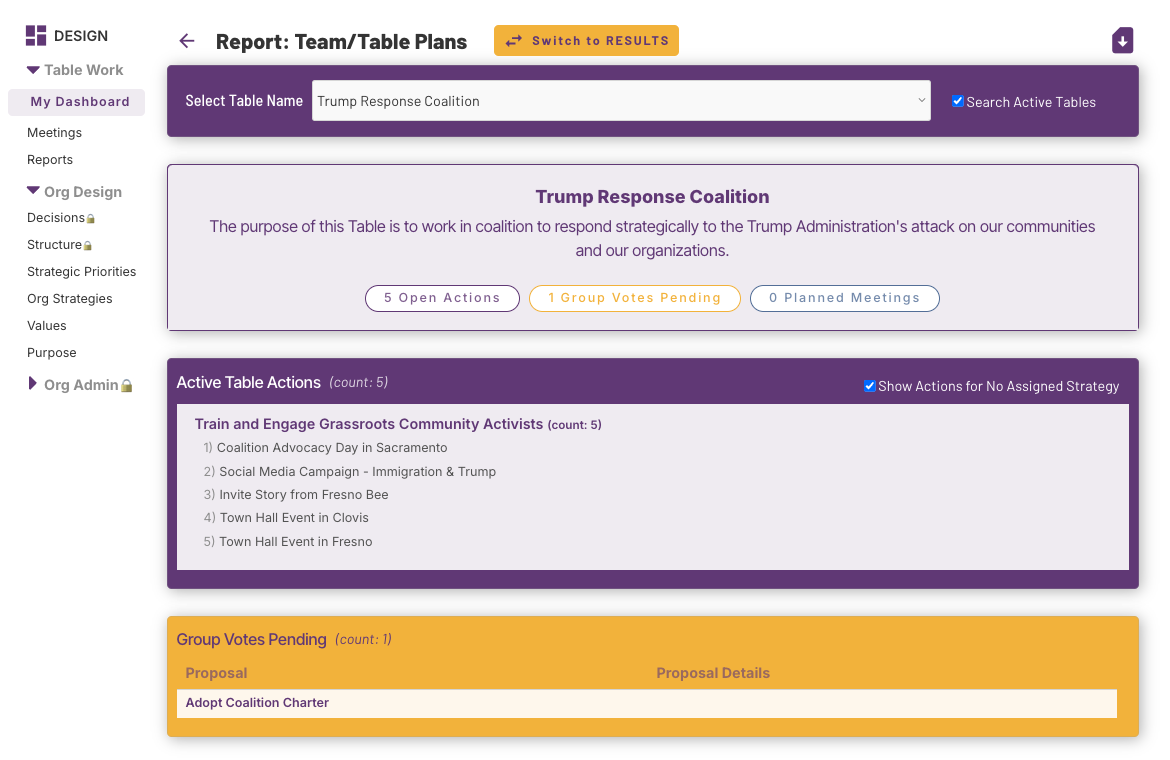 DESIGN
Table Work
My Dashboard
Meetings
Reports
Org Design
Decisions
Structure
Strategic Priorities
Org Strategies
Values
Purpose
Org Admin
Report: Team/Table Plans
Switch to RESULTS
Select Table Name
Trump Response Coalition
Search Active Tables
Trump Response Coalition
The purpose of this Table is to work in coalition to respond strategically to the Trump Administration's attack on our communities
and our organizations.
5 Open Actions
1 Group Votes Pending
0 Planned Meetings
Active Table Actions (count: 5)
Show Actions for No Assigned Strategy
Train and Engage Grassroots Community Activists (count: 5)
1) Coalition Advocacy Day in Sacramento
2) Social Media Campaign - Immigration & Trump
3) Invite Story from Fresno Bee
4) Town Hall Event in Clovis
5) Town Hall Event in Fresno
Group Votes Pending (count: 1)
Proposal
Proposal Details
Adopt Coalition Charter